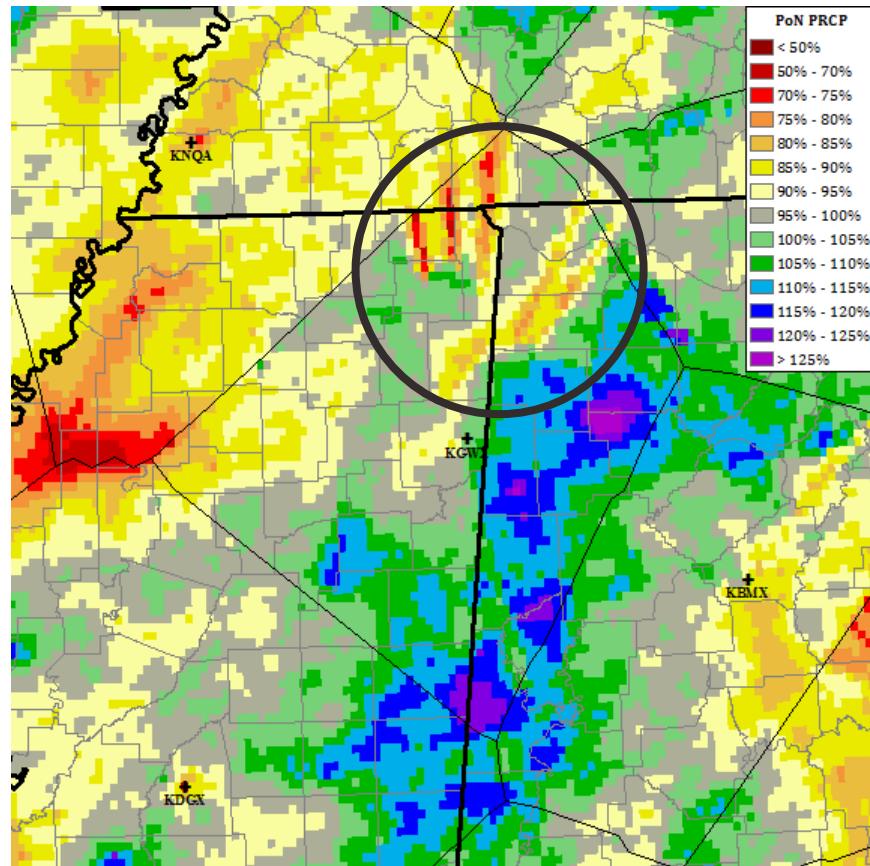 PoN PRCP
< 50%
50% - 70%
70% - 75%
75% - 80%
80% - 85%
85% - 90%
90% - 95%
95% - 100%
100% - 105%
105% - 110%
110% - 115%
115% - 120%
120% - 125%
> 125%
KNQA
KGWX
KBMX
KDGX